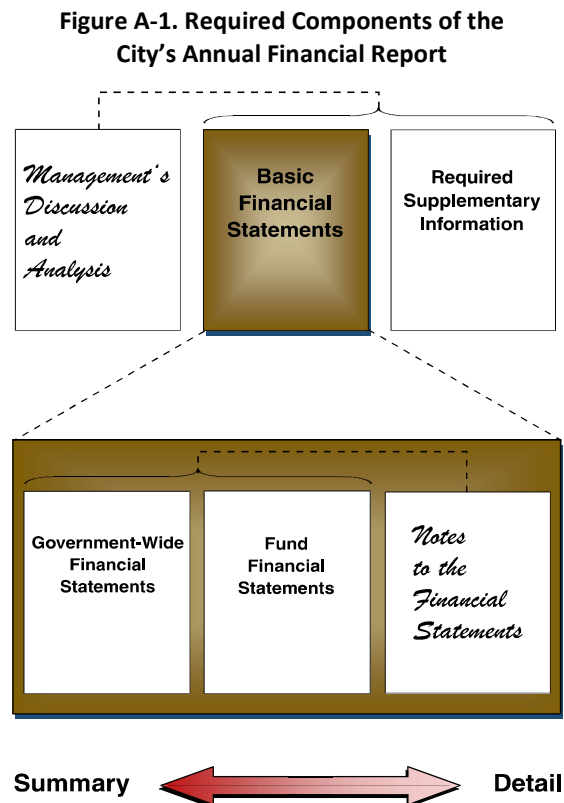 Figure A-1. Required Components of the
City's Annual Financial Report
Management's
Discussion
and
Analysis
Basic
Financial
Statements
Required
Supplementary
Information
Government-Wide
Financial
Statements
Fund
Financial
Statements
Notes
to the
Financial
Statements
Summary
Detail